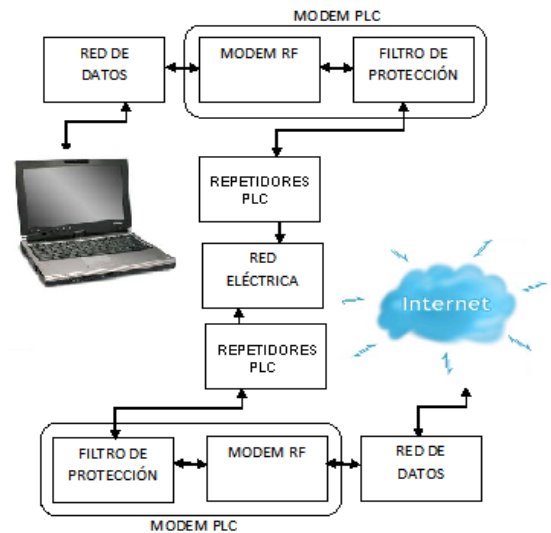 MODEM PLC
RED DE
DATOS
MODEM RF
FILTRO DE
PROTECCIÓN
REPETIDORES
PLC
RED
ELÉCTRICA
Internet
REPETIDORES
PLC
FILTRO DE
PROTECCIÓN
MODEM RF
RED DE
DATOS
MODEM PLC